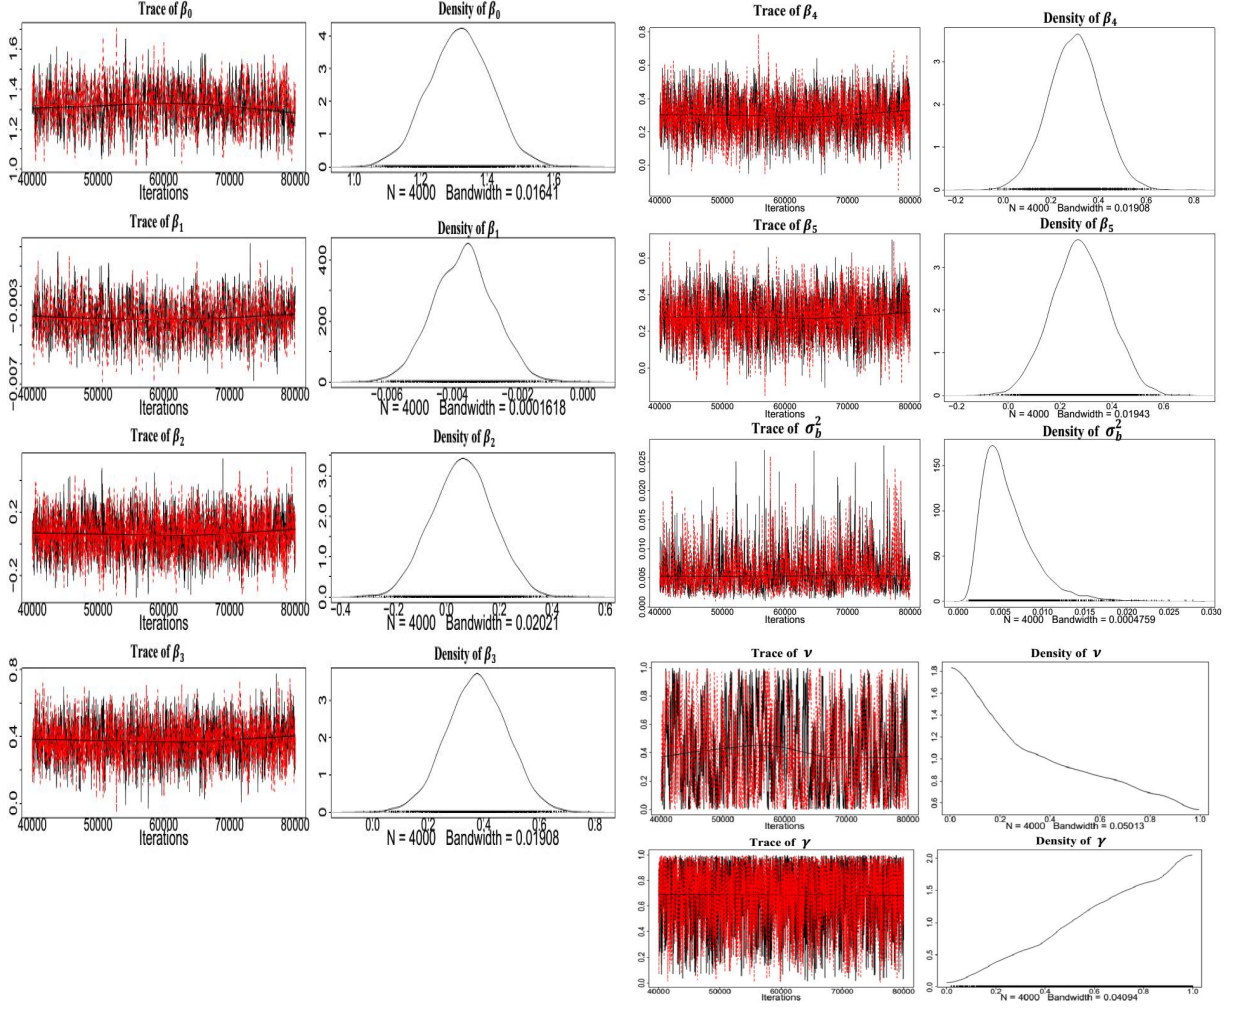 Trace of β0
Density of β0
1.0 1.2 1.4 1.6
40000 50000 60000 70000 80000
Iterations
0 1 2 3 4
1.0 1.2 1.4 1.6
N = 4000 Bandwidth = 0.01641
Trace of β1
Density of β1
−0.007 −0.003
40000 50000 60000 70000 80000
Iterations
0 200 400
−0.006 −0.004 −0.002 0.000
N = 4000 Bandwidth = 0.0001618
Trace of β2
Density of β2
−0.2 0.2
40000 50000 60000 70000 80000
Iterations
0.0 1.0 2.0 3.0
−0.4 −0.2 0.0 0.2 0.4 0.6
N = 4000 Bandwidth = 0.02021
Trace of β3
Density of β3
0.0 0.4 0.8
40000 50000 60000 70000 80000
Iterations
0 1 2 3
0.0 0.2 0.4 0.6 0.8
N = 4000 Bandwidth = 0.01908
Trace of β4
Density of β4
0.0 0.2 0.4 0.6 0.8
40000 50000 60000 70000 80000
Iterations
0 1 2 3
−0.2 0.0 0.2 0.4 0.6 0.8
N = 4000 Bandwidth = 0.01908
Trace of β5
Density of β5
0.0 0.2 0.4 0.6
40000 50000 60000 70000 80000
Iterations
0 1 2 3
−0.2 0.0 0.2 0.4 0.6
N = 4000 Bandwidth = 0.01943
Trace of σ²b
Density of σ²b
0.000 0.005 0.010 0.015 0.020 0.025
40000 50000 60000 70000 80000
Iterations
0 50 100 150
0.000 0.005 0.010 0.015 0.020 0.025 0.030
N = 4000 Bandwidth = 0.0004759
Trace of ν
Density of ν
0.0 0.2 0.4 0.6 0.8 1.0
40000 50000 60000 70000 80000
Iterations
0.6 0.8 1.0 1.2 1.4 1.6 1.8
0.0 0.2 0.4 0.6 0.8 1.0
N = 4000 Bandwidth = 0.05013
Trace of γ
Density of γ
0.0 0.2 0.4 0.6 0.8 1.0
40000 50000 60000 70000 80000
Iterations
0.0 0.5 1.0 1.5 2.0
0.0 0.2 0.4 0.6 0.8 1.0
N = 4000 Bandwidth = 0.04094